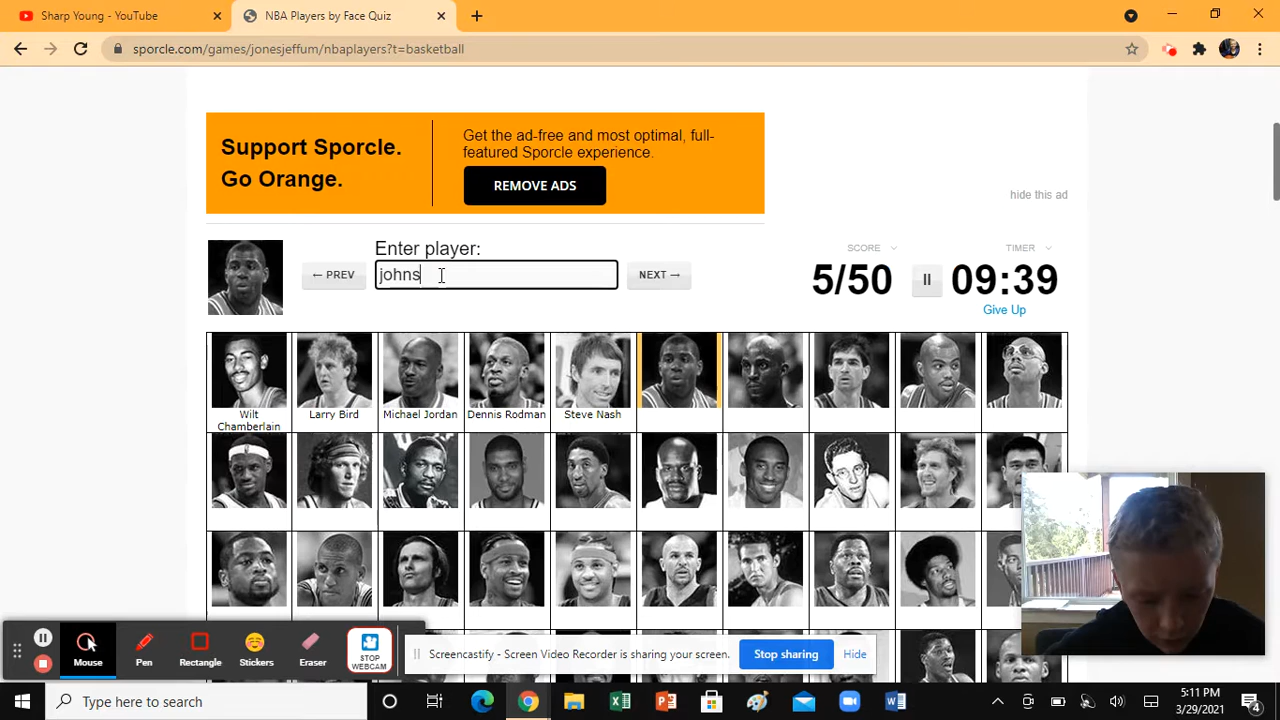 Sharp Young - YouTube
NBA Players by Face Quiz
sporcle.com/games/jonesjeffum/nbaplayers?t=basketball
Support Sporcle.
Go Orange.
Get the ad-free and most optimal, full-
featured Sporcle experience.
REMOVE ADS
hide this ad
Enter player:
← PREV
johns
NEXT →
SCORE
5/50
TIMER
09:39
Give Up
Wilt
Chamberlain
Larry Bird
Michael Jordan
Dennis Rodman
Steve Nash
Mouse
Pen
Rectangle
Stickers
Eraser
STOP
WEBCAM
Screencastify - Screen Video Recorder is sharing your screen.
Stop sharing
Hide
Type here to search
5:11 PM
3/29/2021
4